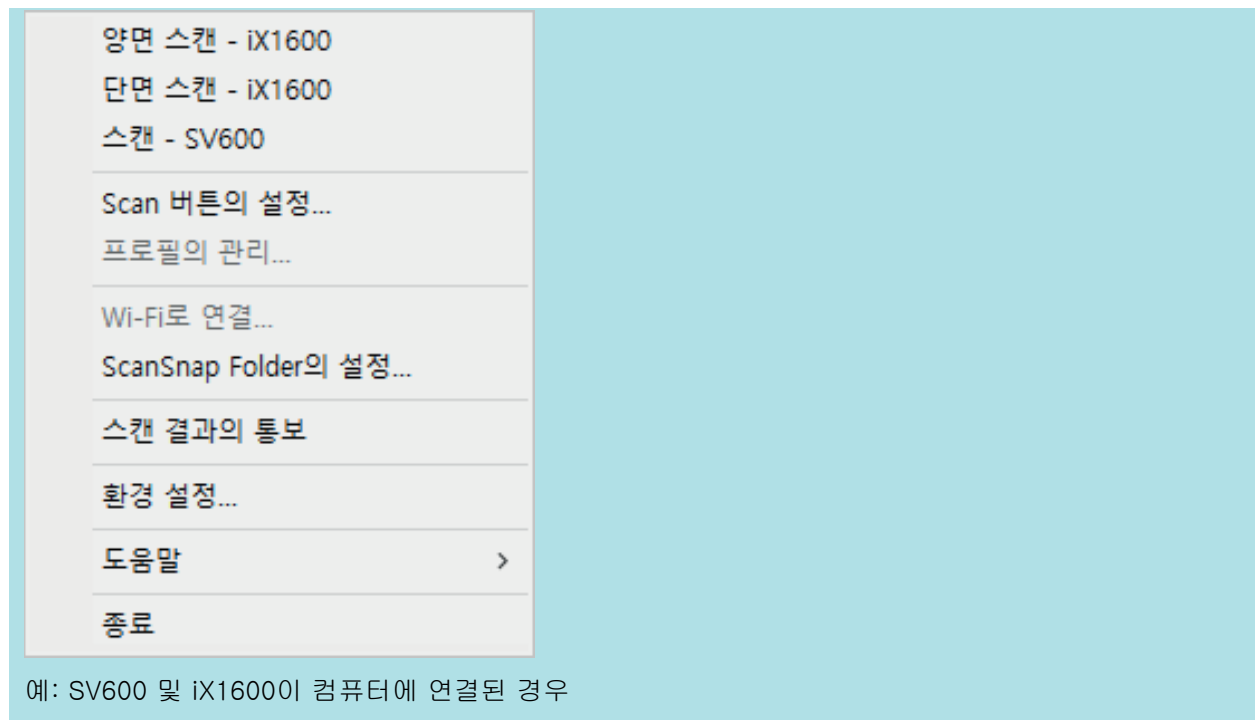 양면 스캔 - iX1600
단면 스캔 - iX1600
스캔 - SV600
Scan 버튼의 설정...
프로필의 관리...
Wi-Fi로 연결...
ScanSnap Folder의 설정...
스캔 결과의 통보
환경 설정...
도움말
종료
예: SV600 및 iX1600이 컴퓨터에 연결된 경우